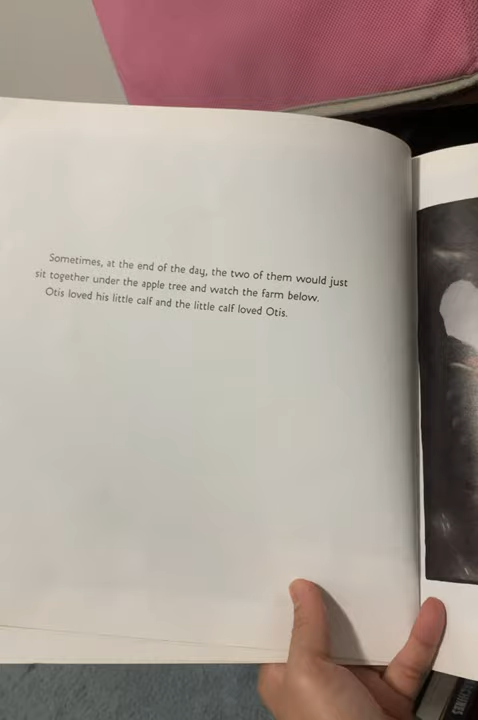 Sometimes, at the end of the day, the two of them would just
sit together under the apple tree and watch the farm below.
Otis loved his little calf and the little calf loved Otis.